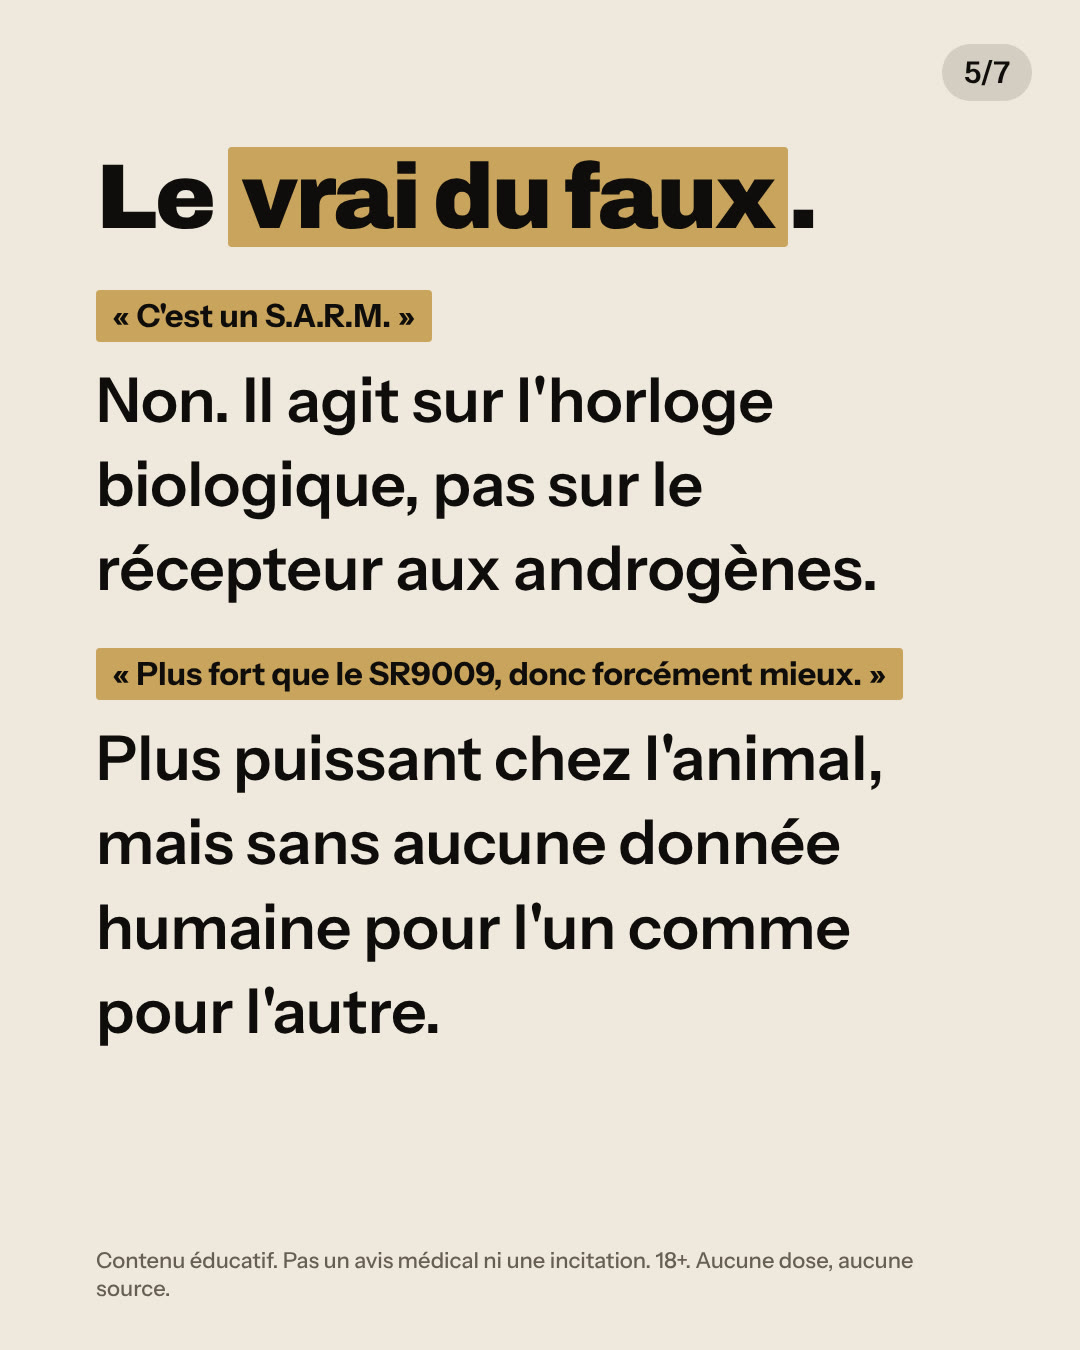 5/7
Le vrai du faux.
« C'est un S.A.R.M. »
Non. Il agit sur l'horloge
biologique, pas sur le
récepteur aux androgènes.
« Plus fort que le SR9009, donc forcément mieux. »
Plus puissant chez l'animal,
mais sans aucune donnée
humaine pour l'un comme
pour l'autre.
Contenu éducatif. Pas un avis médical ni une incitation. 18+. Aucune dose, aucune
source.